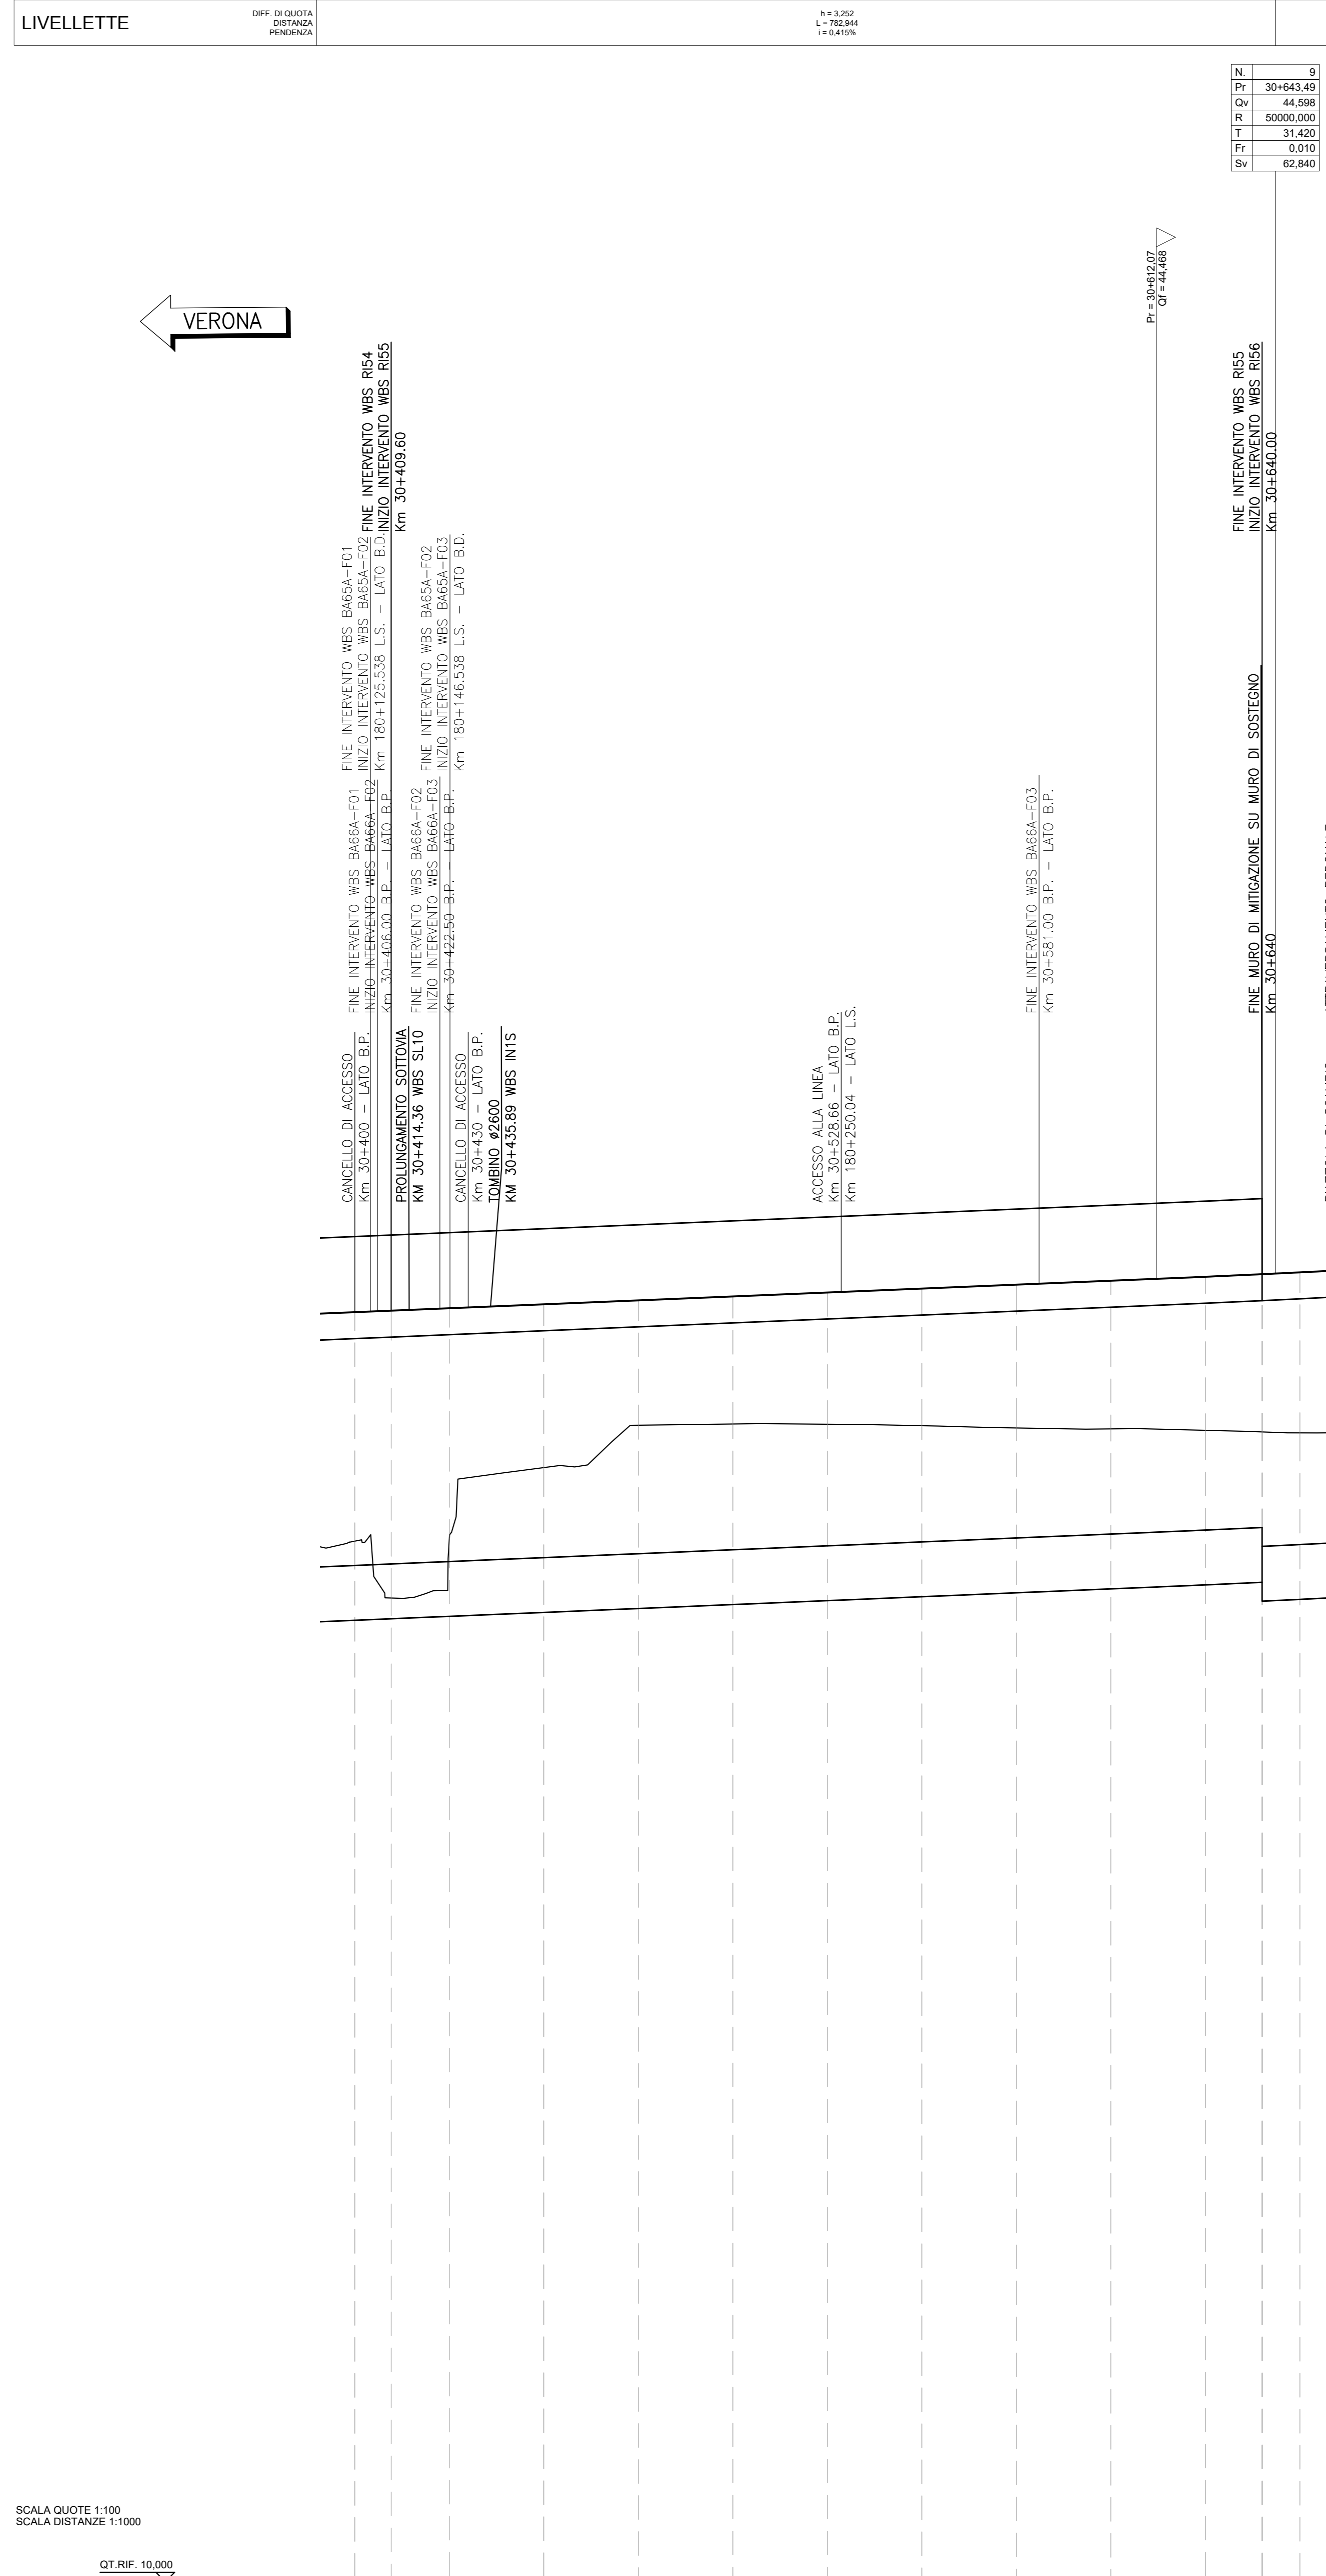 LIVELLETTE
DIFF. DI QUOTA
DISTANZA
PENDENZA
h = 3,252
L = 782,944
i = 0,415%
N. 9
Pr 30+643,49
Qv 44,598
R 50000,000
T 31,420
Fr 0,010
Sv 62,840
Pr = 30+612,07
Qf = 44,468
VERONA
FINE INTERVENTO WBS RI54
INIZIO INTERVENTO WBS RI55
Km 30+409.60
FINE INTERVENTO WBS RI55
INIZIO INTERVENTO WBS RI56
Km 30+640.00
FINE INTERVENTO WBS BA65A-F01
INIZIO INTERVENTO WBS BA65A-F02
Km 180+125.538 L.S. - LATO B.D.
FINE INTERVENTO WBS BA65A-F02
INIZIO INTERVENTO WBS BA65A-F03
Km 180+146.538 L.S. - LATO B.D.
FINE INTERVENTO WBS BA66A-F01
INIZIO INTERVENTO WBS BA66A-F02
Km 30+406.00 B.P. - LATO B.P.
FINE INTERVENTO WBS BA66A-F02
INIZIO INTERVENTO WBS BA66A-F03
Km 30+422.50 B.P. - LATO B.P.
FINE INTERVENTO WBS BA66A-F03
Km 30+581.00 B.P. - LATO B.P.
FINE MURO DI MITIGAZIONE SU MURO DI SOSTEGNO
Km 30+640
CANCELLO DI ACCESSO
Km 30+400 - LATO B.P.
PROLUNGAMENTO SOTTOVIA
KM 30+414.36 WBS SL10
CANCELLO DI ACCESSO
Km 30+430 - LATO B.P.
TOMBINO ø2600
KM 30+435.89 WBS IN1S
ACCESSO ALLA LINEA
Km 30+528.66 - LATO B.P.
Km 180+250.04 - LATO L.S.
SCALA QUOTE 1:100
SCALA DISTANZE 1:1000
QT.RIF. 10,000